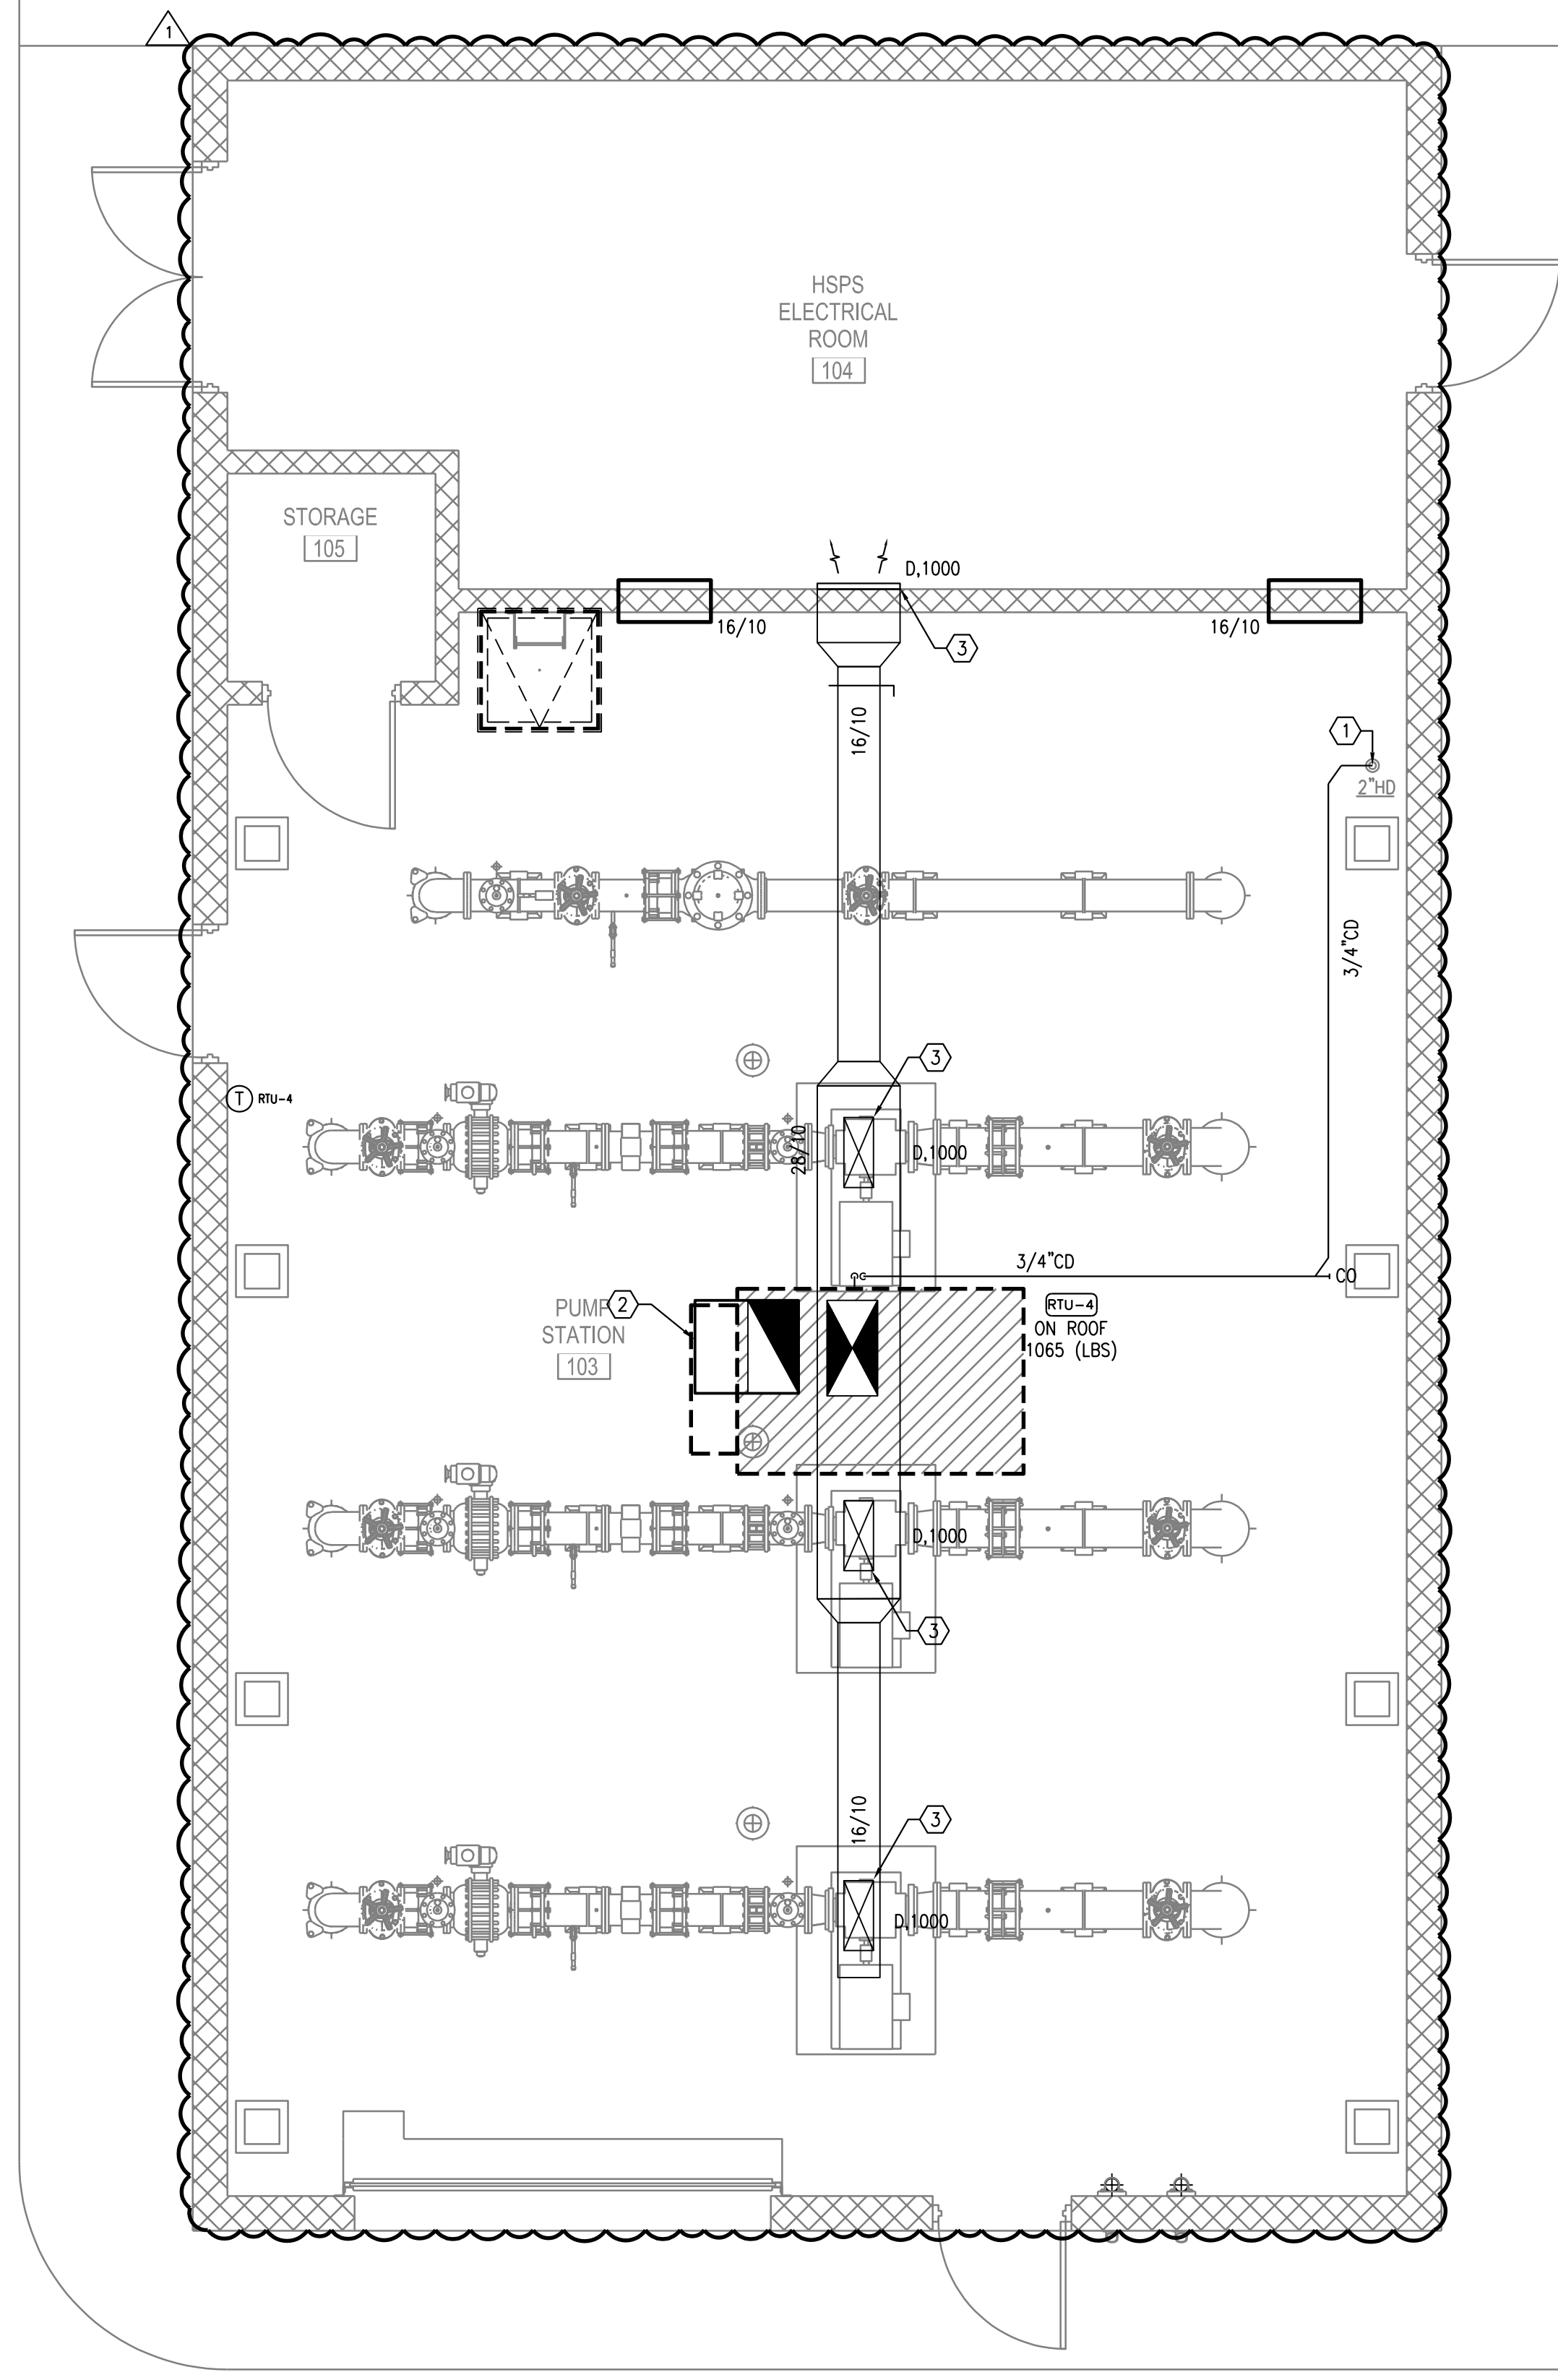 1
HSPS
ELECTRICAL
ROOM
104
STORAGE
105
D,1000
16/10
16/10
3
16/10
1
2"HD
3/4"CD
3
T RTU-4
28/10
D,1000
3/4"CD
CO
RTU-4
ON ROOF
1065 (LBS)
PUMP
STATION
103
2
D,1000
3
16/10
3
D,1000